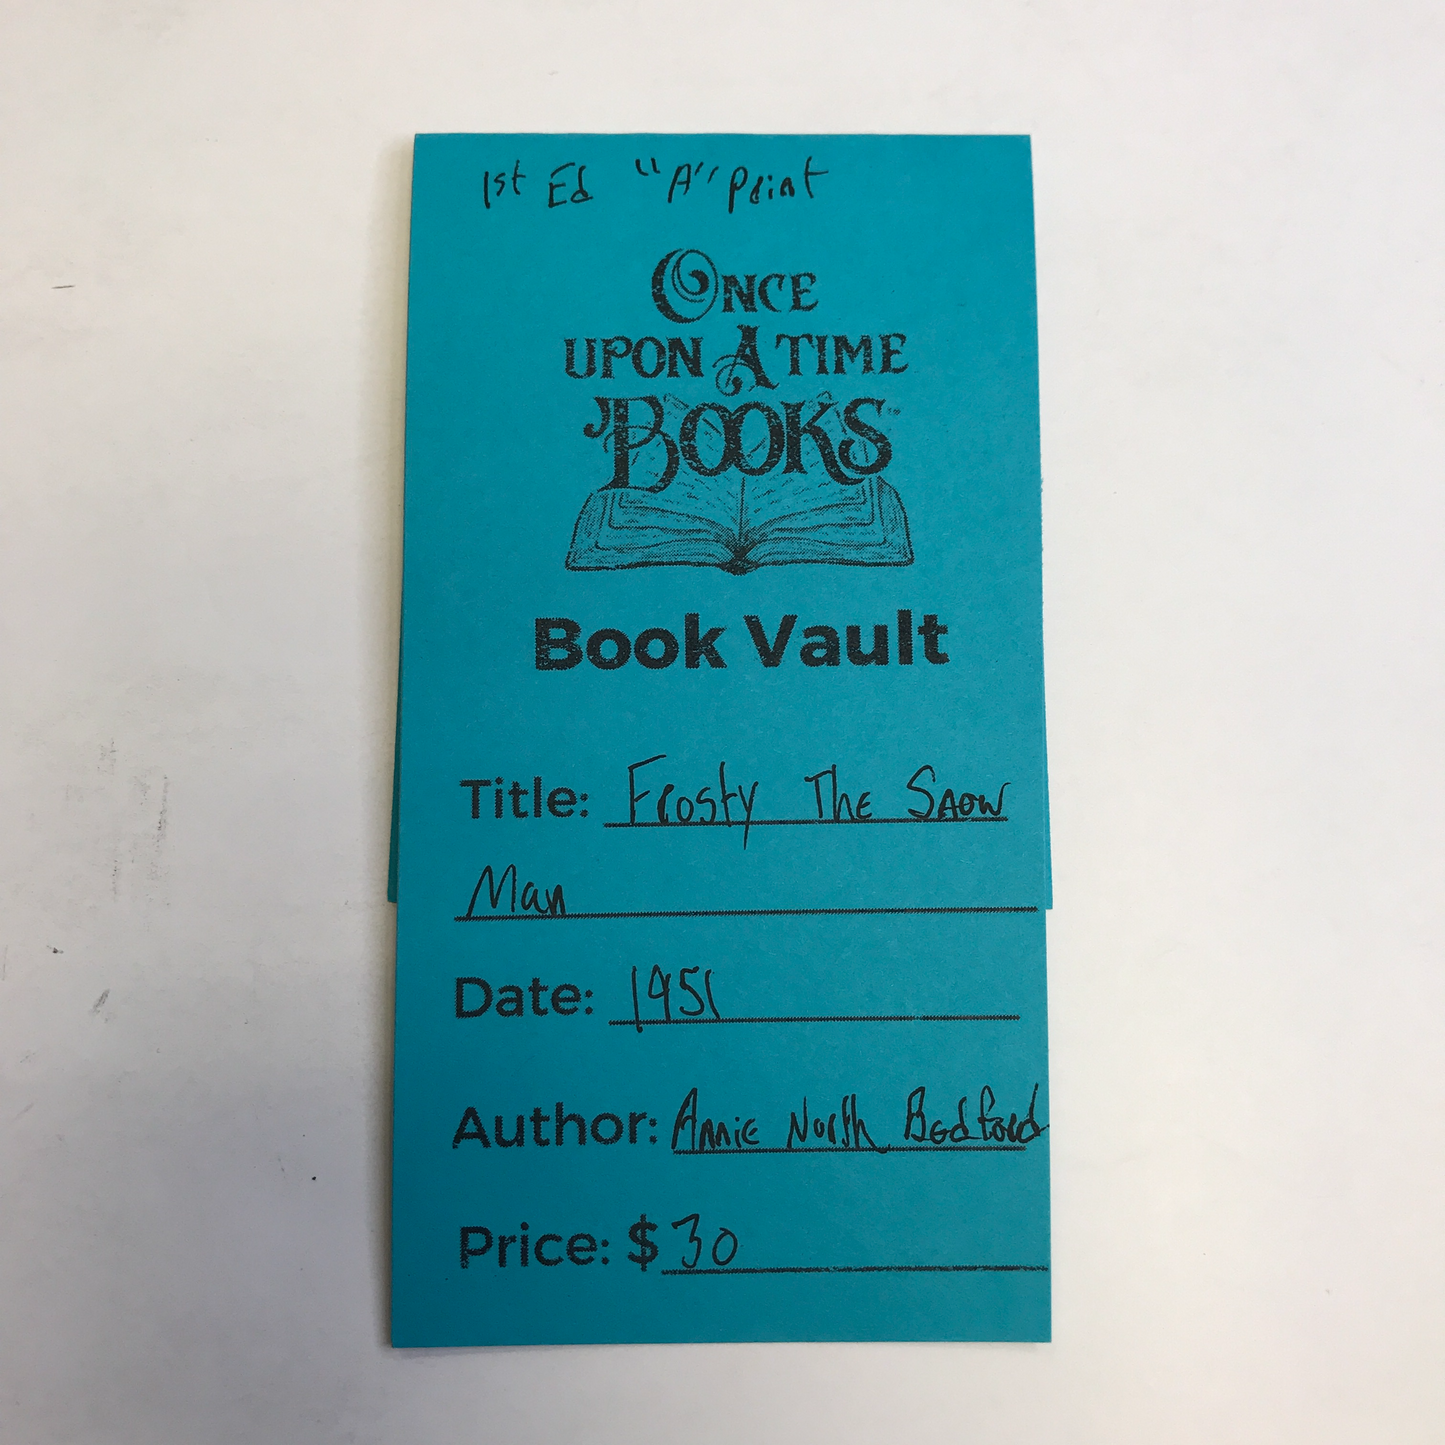 1st Ed "A" Print
ONCE
UPON A TIME
BOOKS
Book Vault
Title: Frosty The Snow
Man
Date: 1951
Author: Annie North Bedford
Price: $30